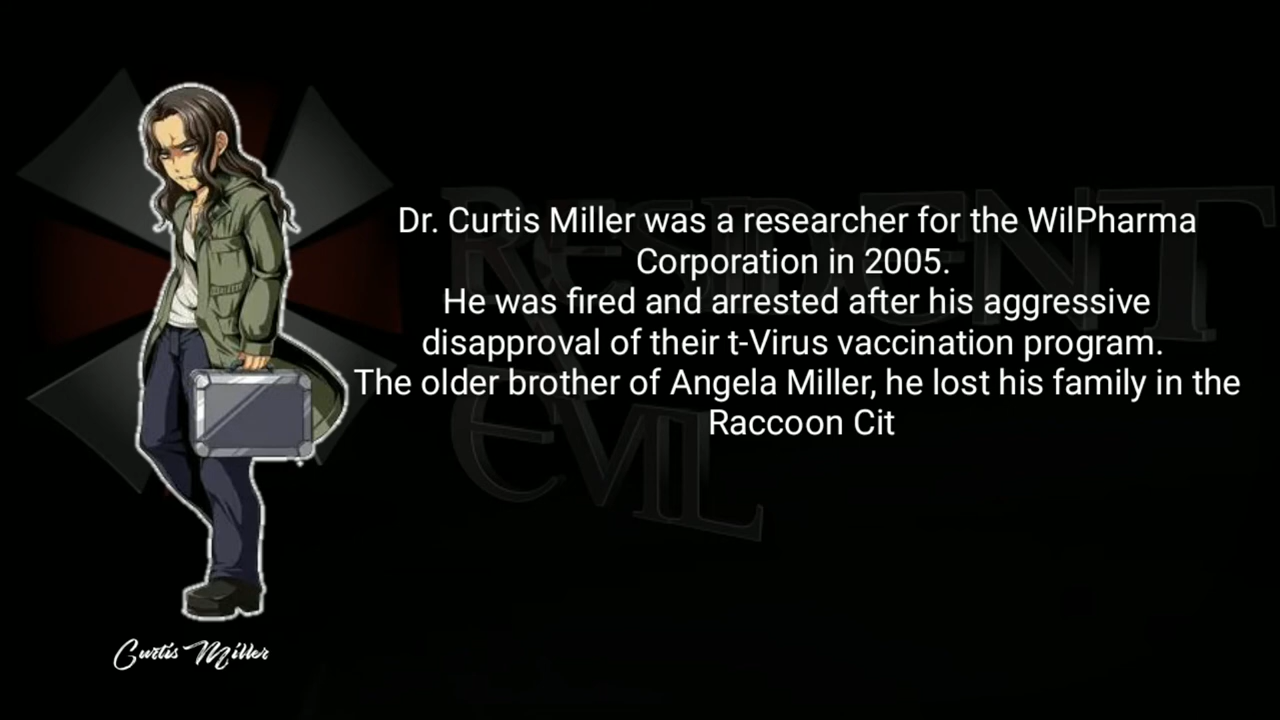 RESIDENT
EVIL
Dr. Curtis Miller was a researcher for the WilPharma
Corporation in 2005.
He was fired and arrested after his aggressive
disapproval of their t-Virus vaccination program.
The older brother of Angela Miller, he lost his family in the
Raccoon Cit
Curtis Miller